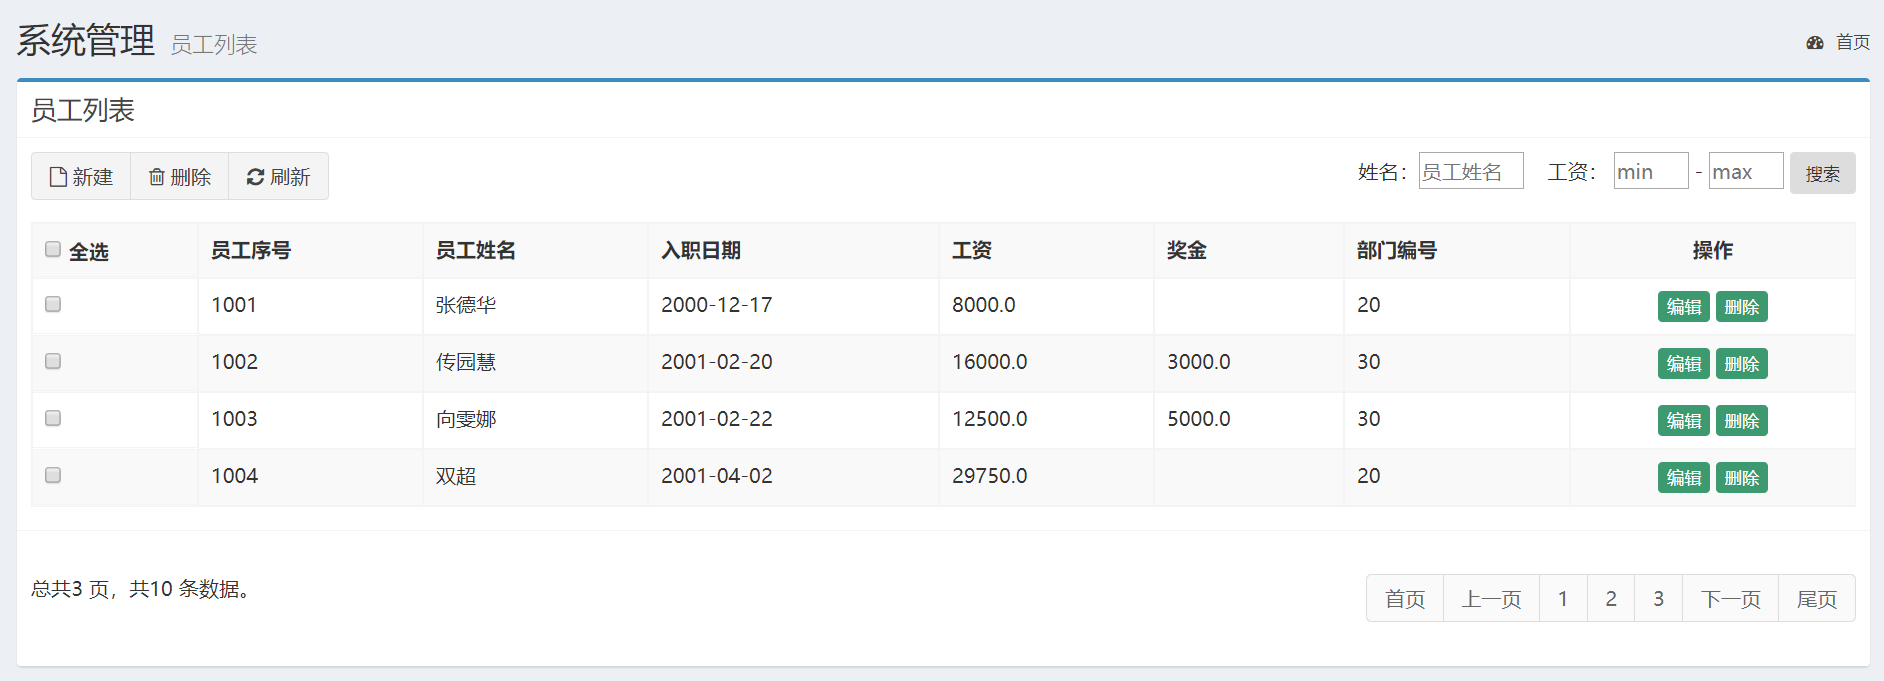 系统管理 员工列表 首页
员工列表
新建 删除 刷新 姓名： 员工姓名 工资： min - max 搜索
全选 员工序号 员工姓名 入职日期 工资 奖金 部门编号 操作
1001 张德华 2000-12-17 8000.0 20 编辑 删除
1002 传园慧 2001-02-20 16000.0 3000.0 30 编辑 删除
1003 向雯娜 2001-02-22 12500.0 5000.0 30 编辑 删除
1004 双超 2001-04-02 29750.0 20 编辑 删除
总共3 页，共10 条数据。 首页 上一页 1 2 3 下一页 尾页